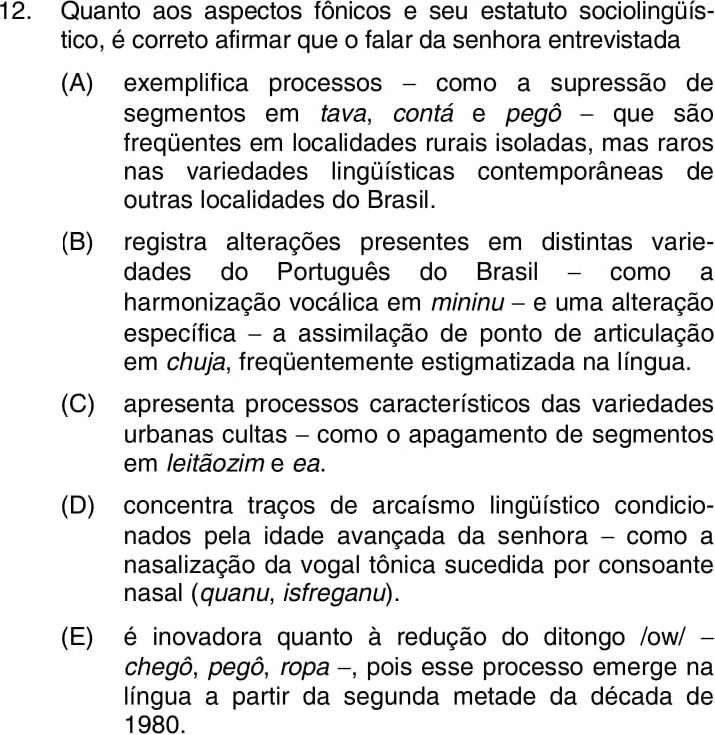 12. Quanto aos aspectos fônicos e seu estatuto sociolingüís-
tico, é correto afirmar que o falar da senhora entrevistada
(A) exemplifica processos – como a supressão de
segmentos em tava, contá e pegô – que são
freqüentes em localidades rurais isoladas, mas raros
nas variedades lingüísticas contemporâneas de
outras localidades do Brasil.
(B) registra alterações presentes em distintas varie-
dades do Português do Brasil – como a
harmonização vocálica em mininu – e uma alteração
específica – a assimilação de ponto de articulação
em chuja, freqüentemente estigmatizada na língua.
(C) apresenta processos característicos das variedades
urbanas cultas – como o apagamento de segmentos
em leitãozim e ea.
(D) concentra traços de arcaísmo lingüístico condicio-
nados pela idade avançada da senhora – como a
nasalização da vogal tônica sucedida por consoante
nasal (quanu, isfreganu).
(E) é inovadora quanto à redução do ditongo /ow/ –
chegô, pegô, ropa –, pois esse processo emerge na
língua a partir da segunda metade da década de
1980.